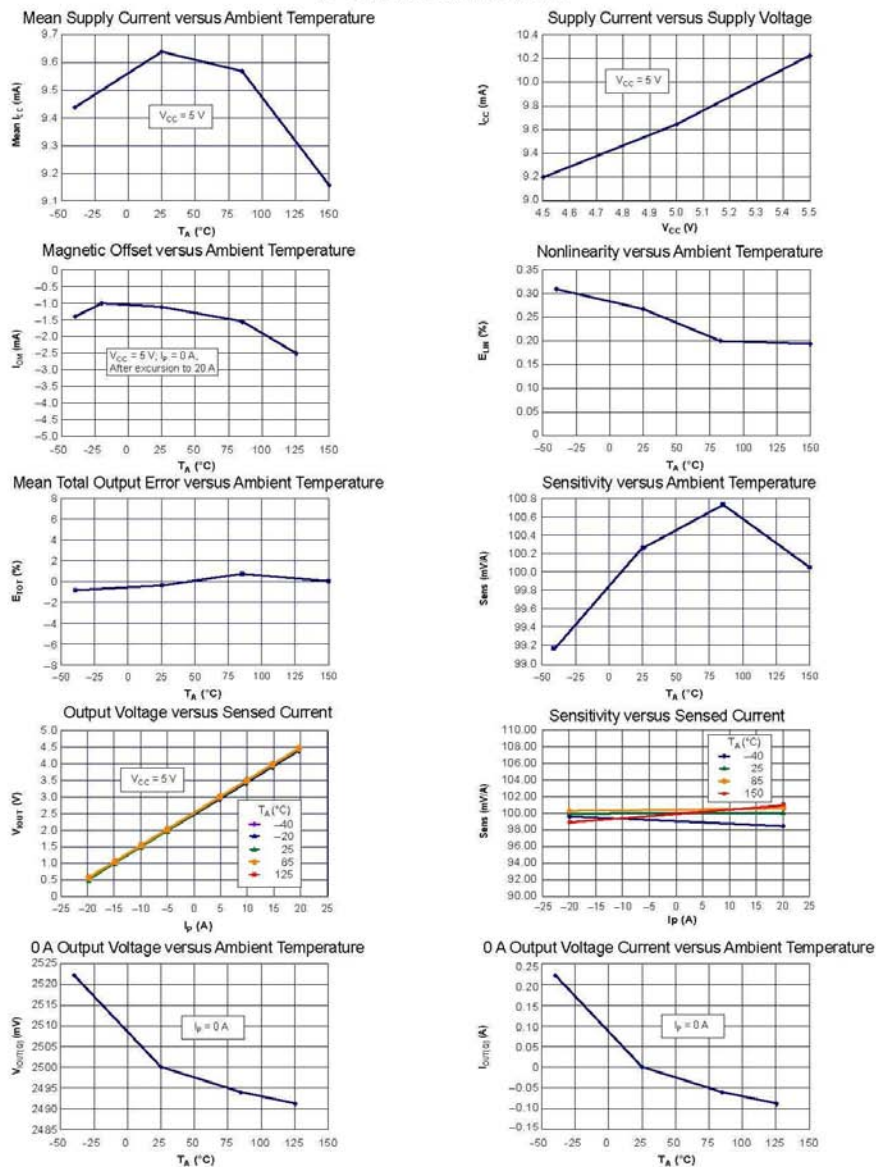 Mean Supply Current versus Ambient Temperature
9.7
9.6
9.5
9.4
9.3
9.2
9.1
Mean I_CC (mA)
V_CC = 5 V
-50 -25 0 25 50 75 100 125 150
T_A (°C)
Supply Current versus Supply Voltage
10.4
10.2
10.0
9.8
9.6
9.4
9.2
9.0
I_CC (mA)
V_CC = 5 V
4.5 4.6 4.7 4.8 4.9 5.0 5.1 5.2 5.3 5.4 5.5
V_CC (V)
Magnetic Offset versus Ambient Temperature
0
-0.5
-1.0
-1.5
-2.0
-2.5
-3.0
-3.5
-4.0
-4.5
-5.0
I_OM (mA)
V_CC = 5 V; I_P = 0 A,
After excursion to 20 A
-50 -25 0 25 50 75 100 125 150
T_A (°C)
Nonlinearity versus Ambient Temperature
0.35
0.30
0.25
0.20
0.15
0.10
0.05
0
E_LIN (%)
-50 -25 0 25 50 75 100 125 150
T_A (°C)
Mean Total Output Error versus Ambient Temperature
8
6
4
2
0
-2
-4
-6
-8
E_TOT (%)
-50 -25 0 25 50 75 100 125 150
T_A (°C)
Sensitivity versus Ambient Temperature
100.8
100.6
100.4
100.2
100.0
99.8
99.6
99.4
99.2
99.0
Sens (mV/A)
-50 -25 0 25 50 75 100 125 150
T_A (°C)
Output Voltage versus Sensed Current
5.0
4.5
4.0
3.5
3.0
2.5
2.0
1.5
1.0
0.5
0
V_IOUT (V)
V_CC = 5 V
T_A (°C)
-40
-20
25
85
125
-25 -20 -15 -10 -5 0 5 10 15 20 25
I_P (A)
Sensitivity versus Sensed Current
110.00
108.00
106.00
104.00
102.00
100.00
98.00
96.00
94.00
92.00
90.00
Sens (mV/A)
T_A (°C)
-40
25
85
150
-25 -20 -15 -10 -5 0 5 10 15 20 25
Ip (A)
0 A Output Voltage versus Ambient Temperature
2525
2520
2515
2510
2505
2500
2495
2490
2485
V_IOUT(Q) (mV)
I_P = 0 A
-50 -25 0 25 50 75 100 125 150
T_A (°C)
0 A Output Voltage Current versus Ambient Temperature
0.25
0.20
0.15
0.10
0.05
0
-0.05
-0.10
-0.15
I_OUT(Q) (A)
I_P = 0 A
-50 -25 0 25 50 75 100 125 150
T_A (°C)